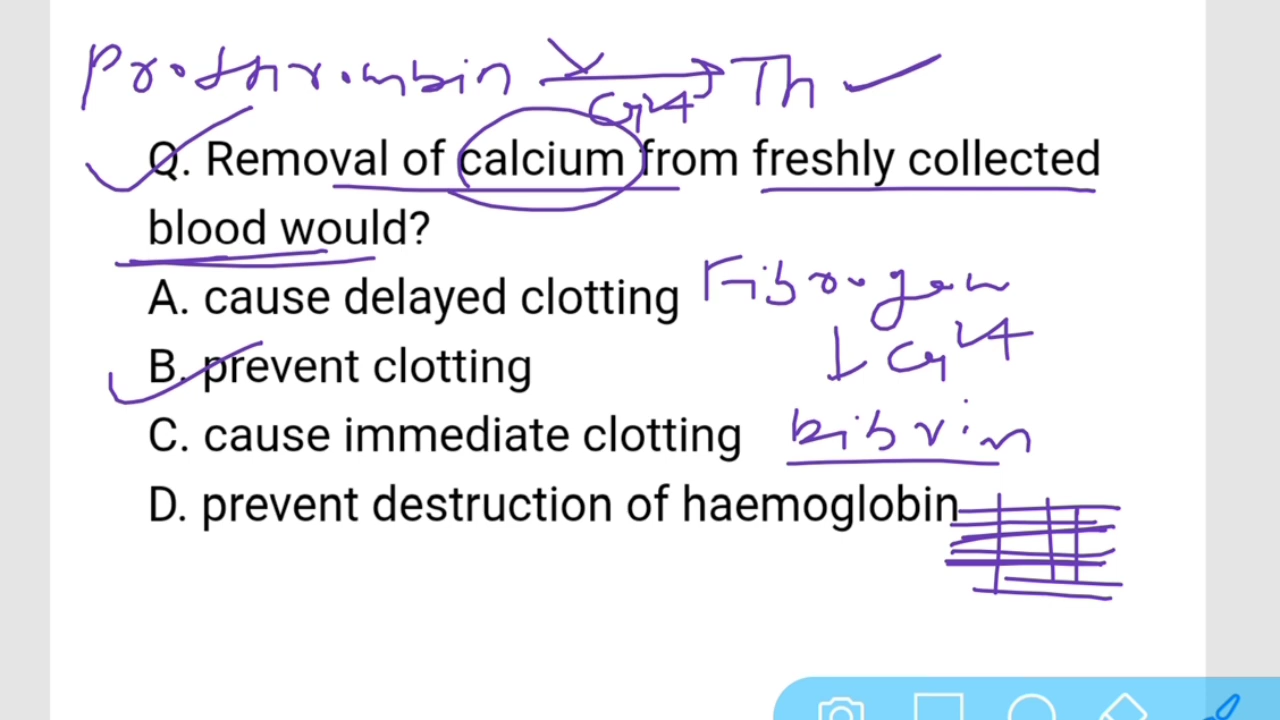 Prothrombin → Th
Ca2+
Q. Removal of calcium from freshly collected
blood would?
A. cause delayed clotting
Fibrogen
B. prevent clotting
↓ Ca2+
C. cause immediate clotting
Fibrin
D. prevent destruction of haemoglobin